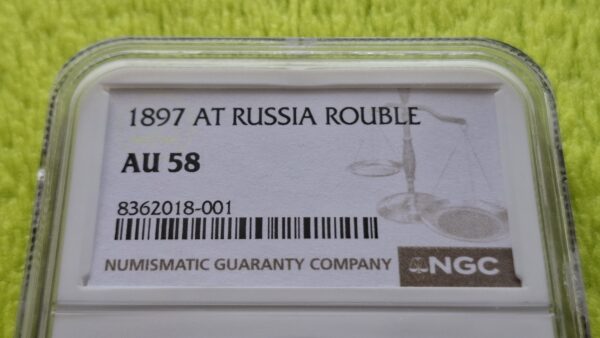 1897 AT RUSSIA ROUBLE
AU 58
8362018-001
NUMISMATIC GUARANTY COMPANY NGC